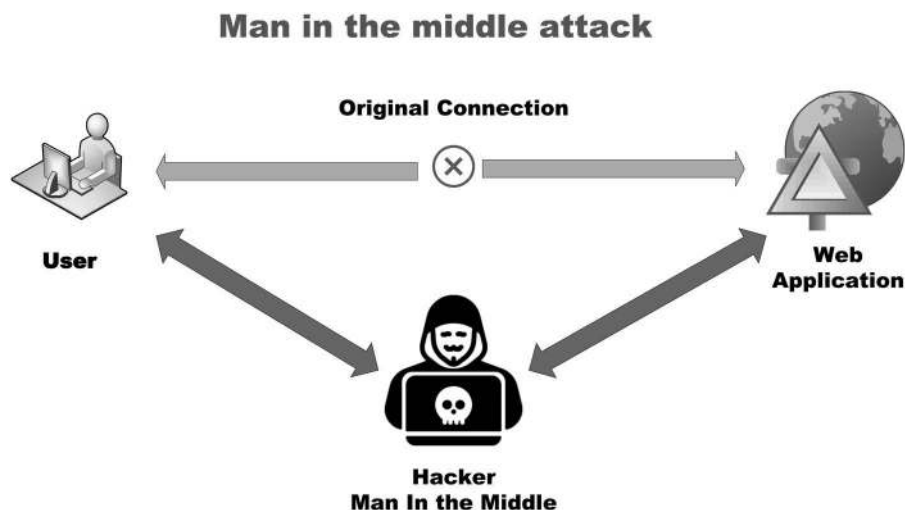 Man in the middle attack
Original Connection
User
Web
Application
Hacker
Man In the Middle